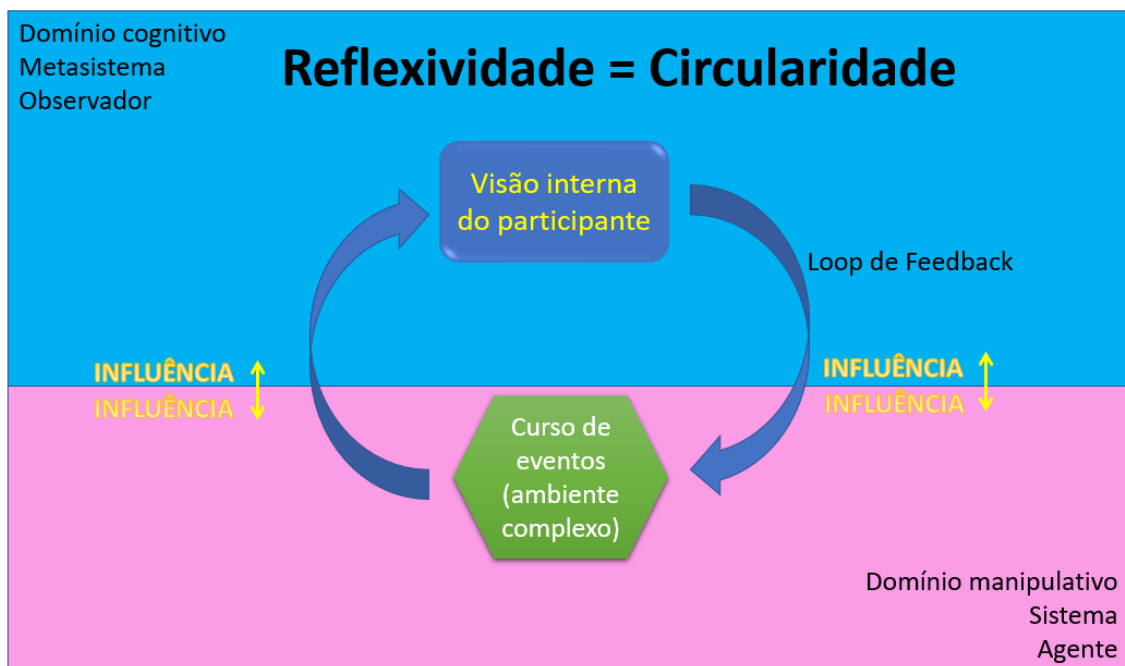 Domínio cognitivo
Metasistema
Observador
Reflexividade = Circularidade
Visão interna
do participante
Loop de Feedback
INFLUÊNCIA
INFLUÊNCIA
INFLUÊNCIA
INFLUÊNCIA
Curso de
eventos
(ambiente
complexo)
Domínio manipulativo
Sistema
Agente